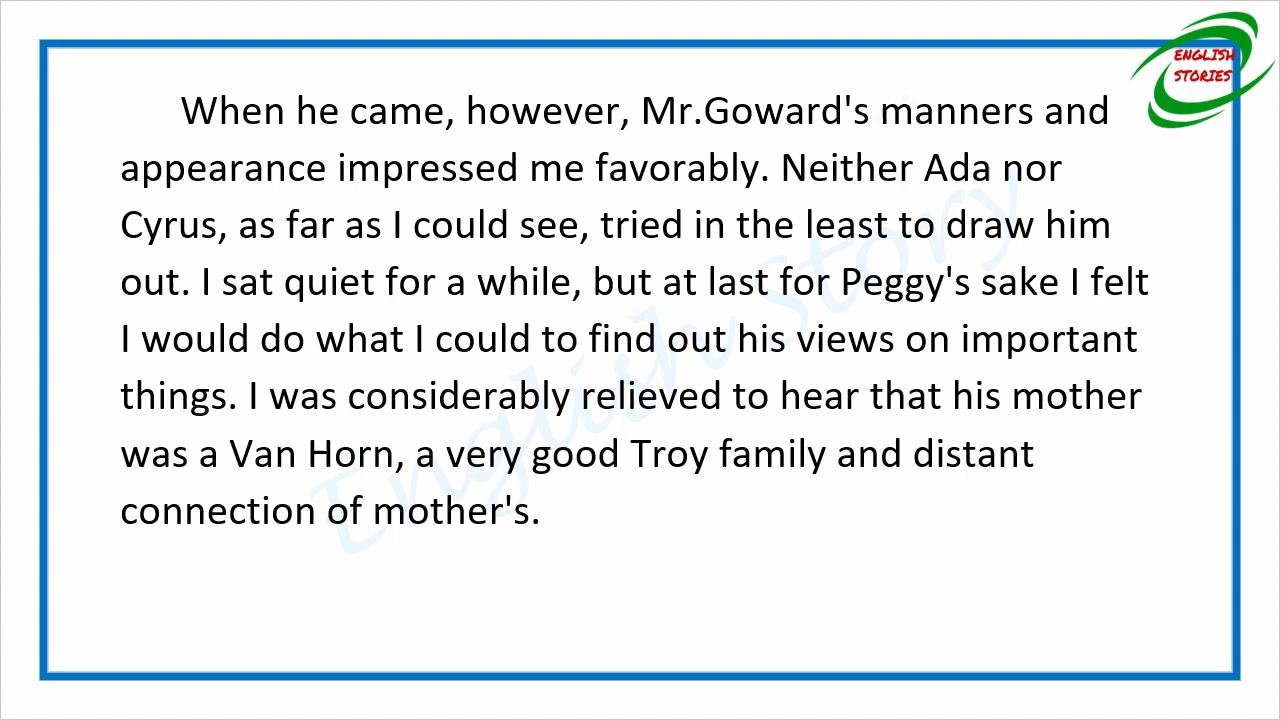 ENGLISH
STORIES
When he came, however, Mr.Goward's manners and
appearance impressed me favorably. Neither Ada nor
Cyrus, as far as I could see, tried in the least to draw him
out. I sat quiet for a while, but at last for Peggy's sake I felt
I would do what I could to find out his views on important
things. I was considerably relieved to hear that his mother
was a Van Horn, a very good Troy family and distant
connection of mother's.
English Story